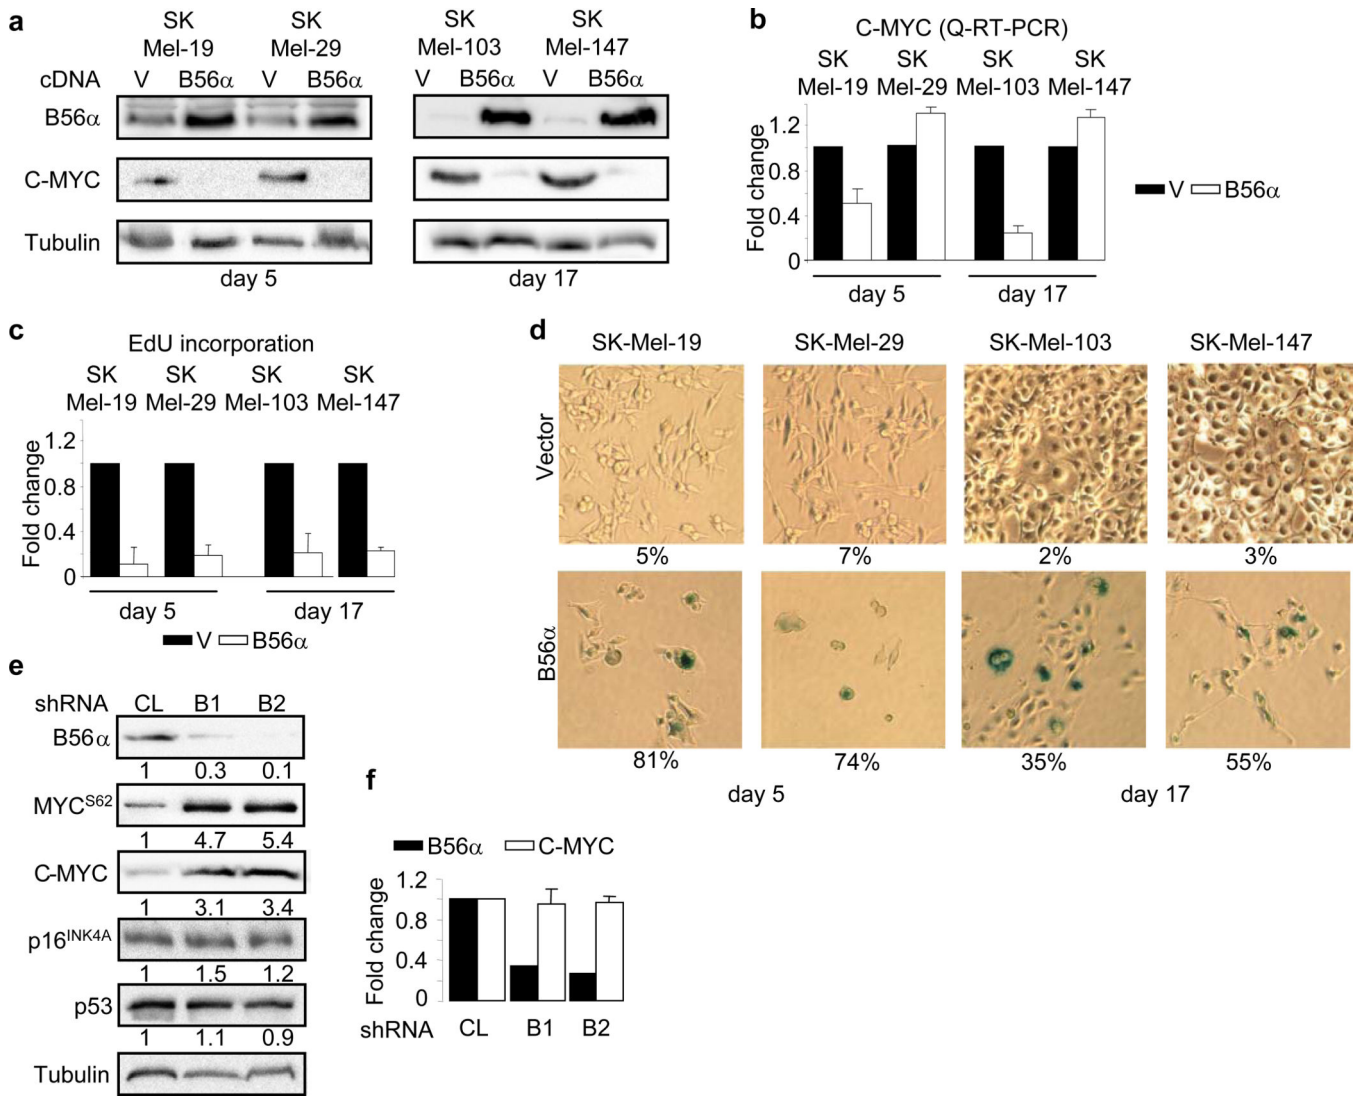 a
SK
Mel-19
SK
Mel-29
SK
Mel-103
SK
Mel-147
cDNA V B56α V B56α V B56α V B56α
B56α
C-MYC
Tubulin
day 5 day 17
b
C-MYC (Q-RT-PCR)
SK
Mel-19
SK
Mel-29
SK
Mel-103
SK
Mel-147
Fold change
1.2
0.8
0.4
0
V B56α
day 5 day 17
c
EdU incorporation
SK
Mel-19
SK
Mel-29
SK
Mel-103
SK
Mel-147
Fold change
1.2
0.8
0.4
0
day 5 day 17
V B56α
d
SK-Mel-19 SK-Mel-29 SK-Mel-103 SK-Mel-147
Vector
5% 7% 2% 3%
B56α
81% 74% 35% 55%
day 5 day 17
e
shRNA CL B1 B2
B56α
1 0.3 0.1
MYC^S62
1 4.7 5.4
C-MYC
1 3.1 3.4
p16^INK4A
1 1.5 1.2
p53
1 1.1 0.9
Tubulin
f
B56α C-MYC
Fold change
1.2
0.8
0.4
0
shRNA CL B1 B2